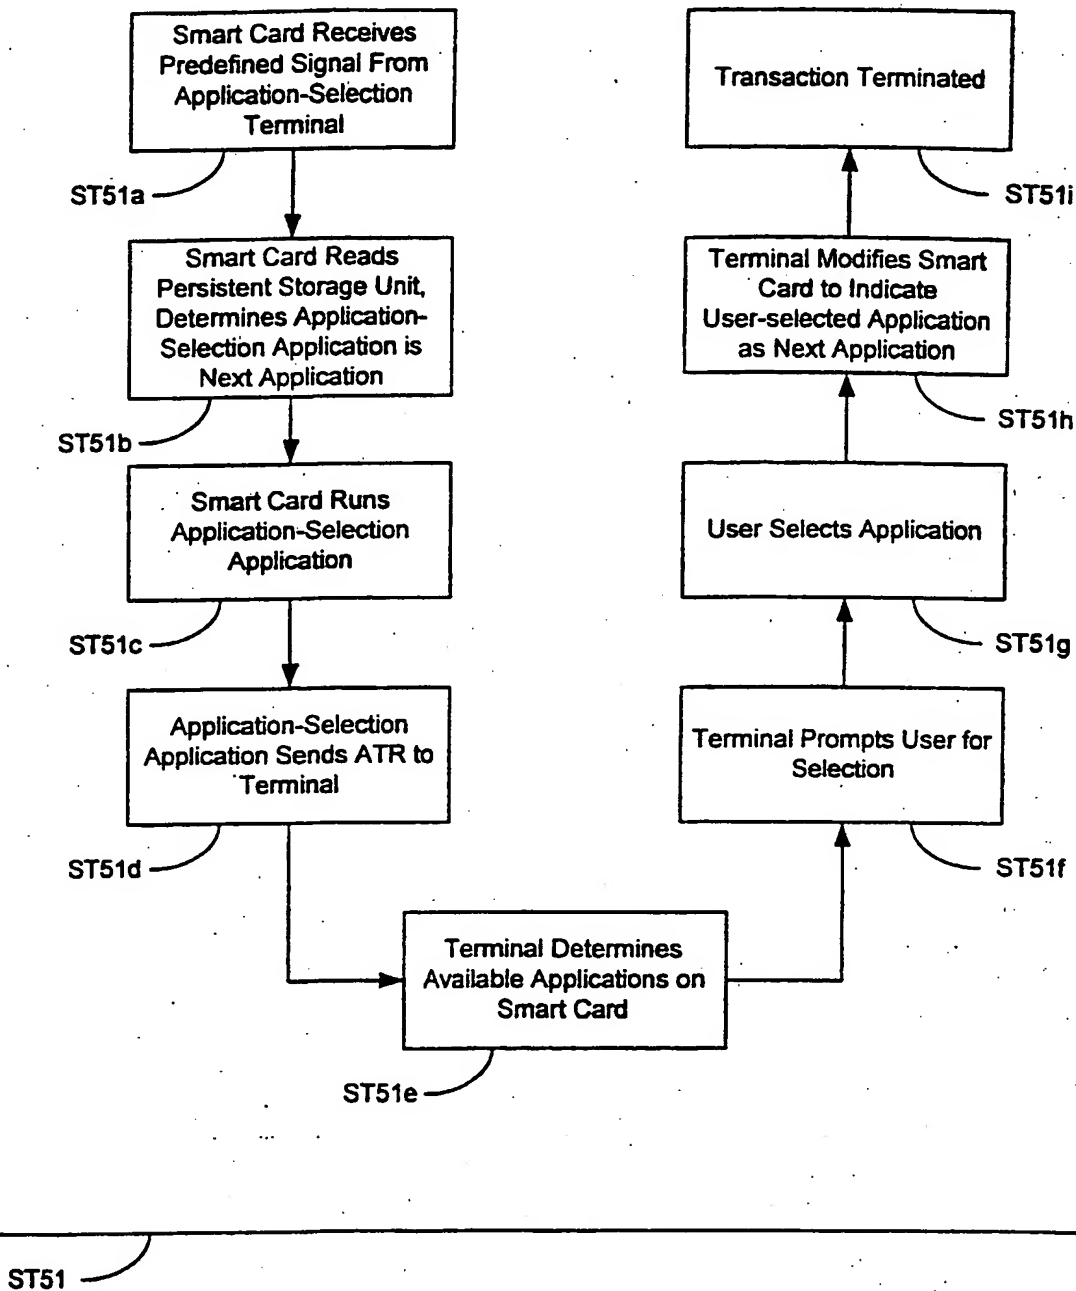 Smart Card Receives
Predefined Signal From
Application-Selection
Terminal
ST51a
Smart Card Reads
Persistent Storage Unit,
Determines Application-
Selection Application is
Next Application
ST51b
Smart Card Runs
Application-Selection
Application
ST51c
Application-Selection
Application Sends ATR to
Terminal
ST51d
Terminal Determines
Available Applications on
Smart Card
ST51e
Terminal Prompts User for
Selection
ST51f
User Selects Application
ST51g
Terminal Modifies Smart
Card to Indicate
User-selected Application
as Next Application
ST51h
Transaction Terminated
ST51i
ST51